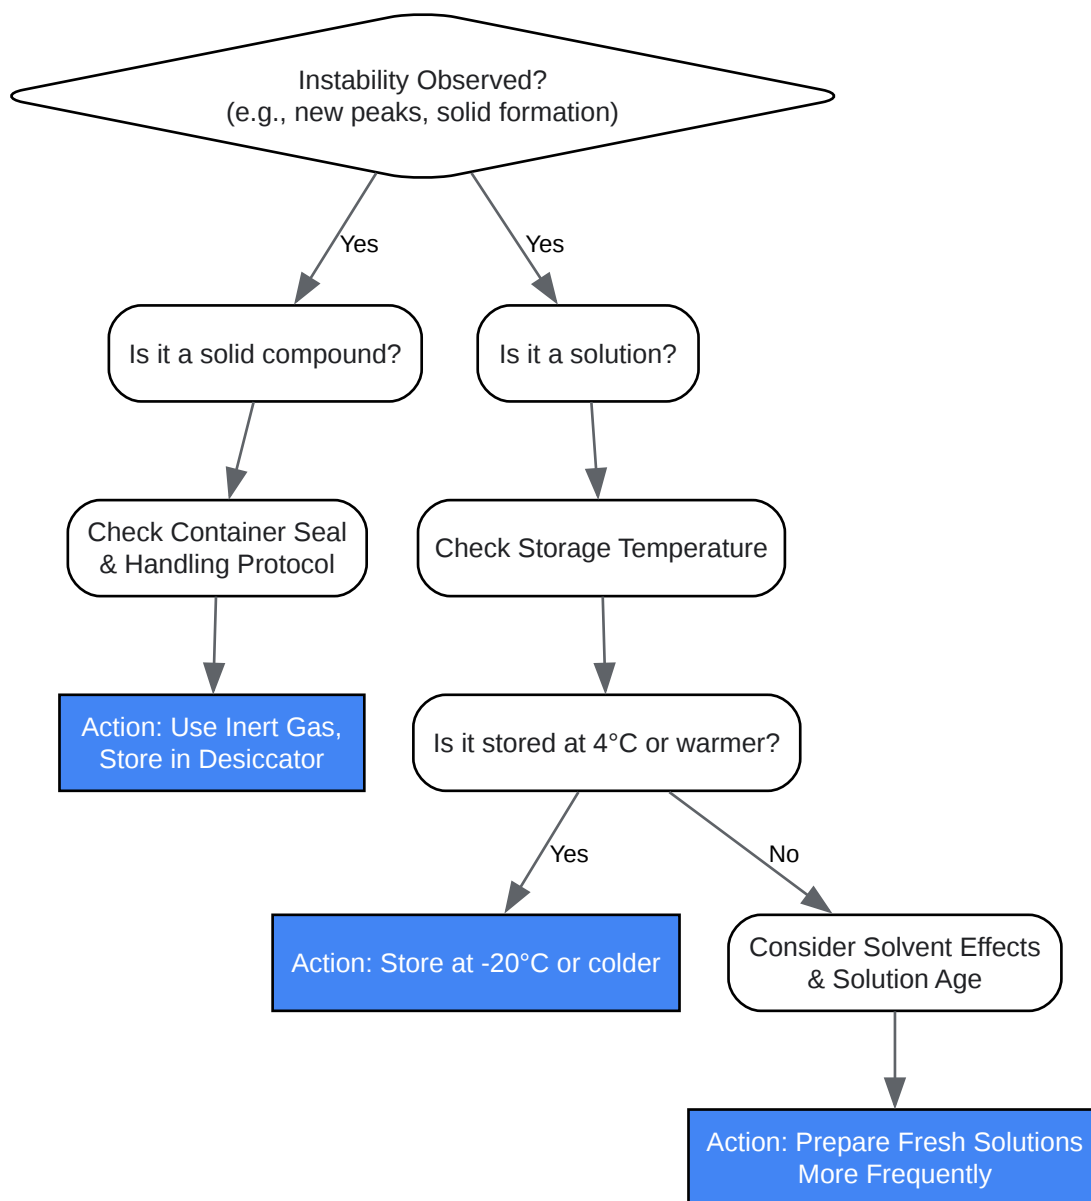 Instability Observed?
(e.g., new peaks, solid formation)
Yes
Yes
Is it a solid compound?
Is it a solution?
Check Container Seal
& Handling Protocol
Check Storage Temperature
Action: Use Inert Gas,
Store in Desiccator
Is it stored at 4°C or warmer?
Yes
No
Action: Store at -20°C or colder
Consider Solvent Effects
& Solution Age
Action: Prepare Fresh Solutions
More Frequently